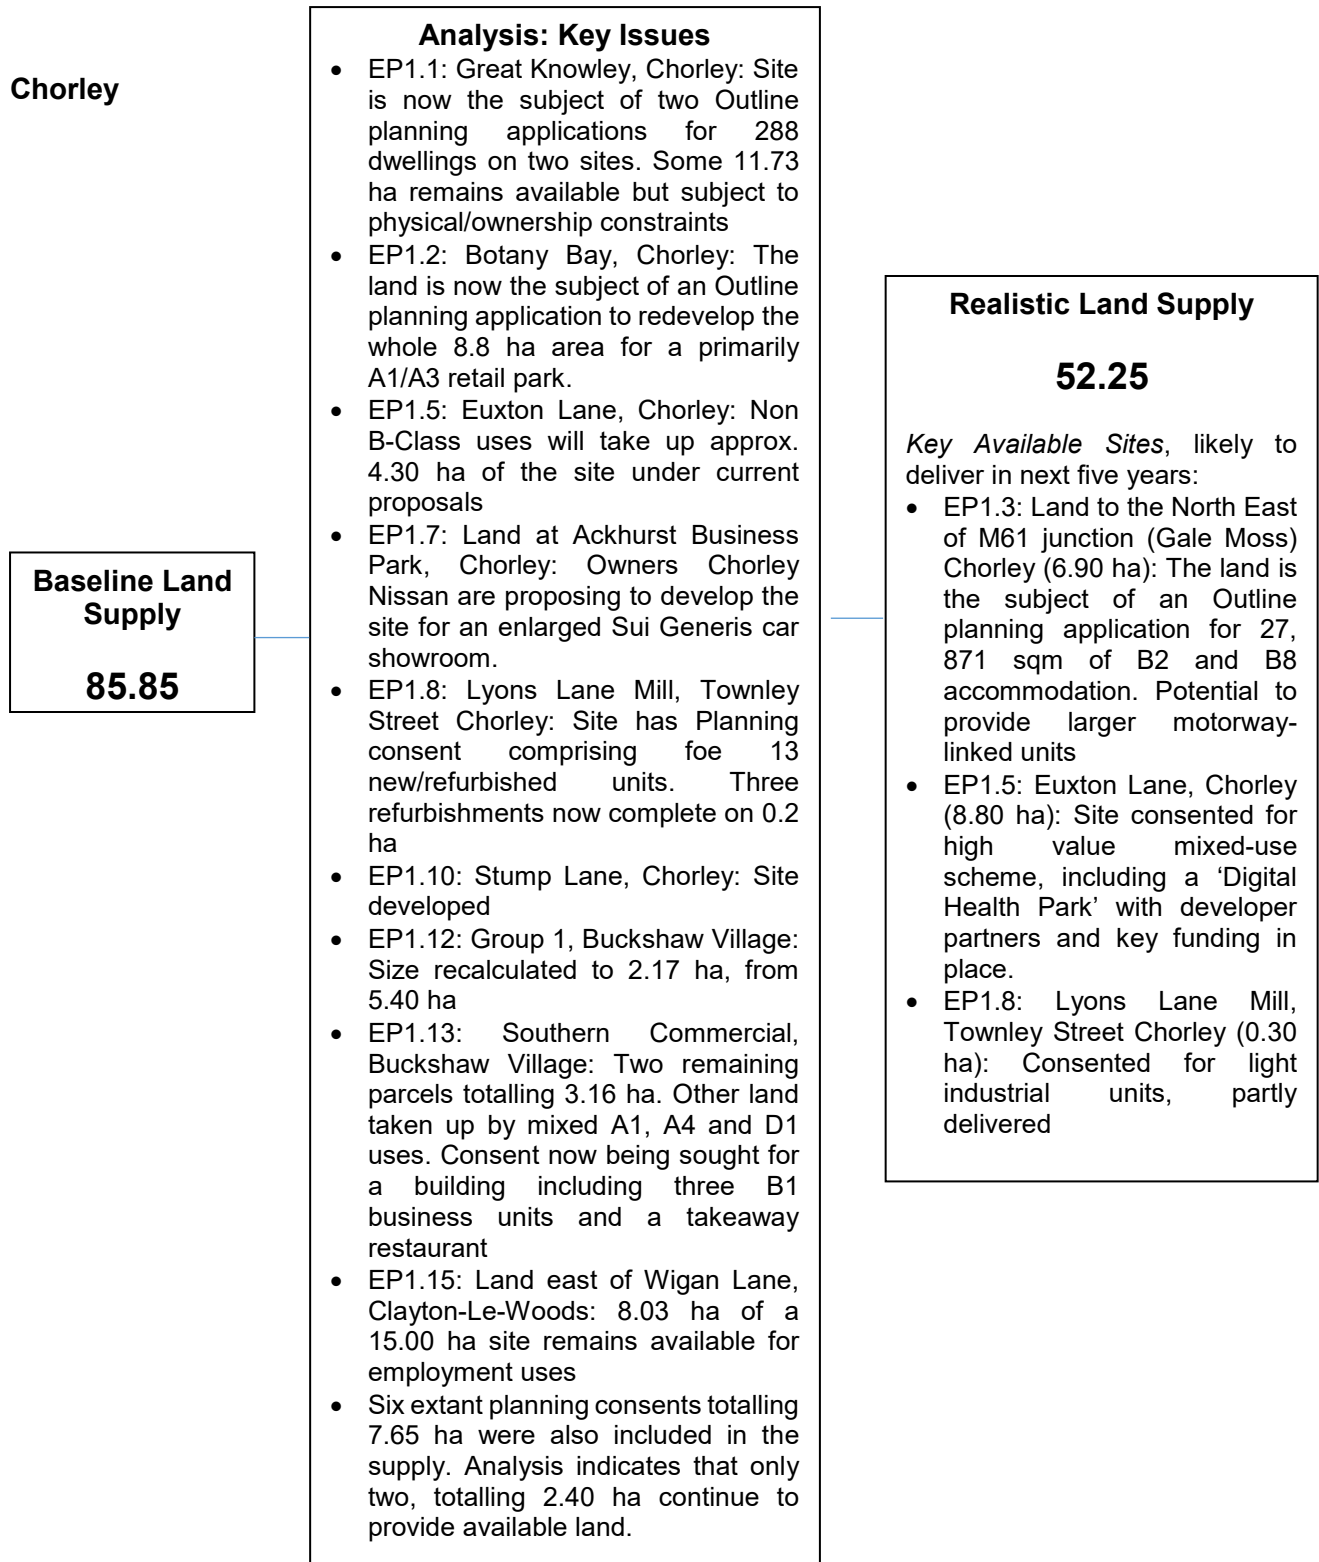 Chorley
Baseline Land
Supply
85.85
Analysis: Key Issues
• EP1.1: Great Knowley, Chorley: Site
is now the subject of two Outline
planning applications for 288
dwellings on two sites. Some 11.73
ha remains available but subject to
physical/ownership constraints
• EP1.2: Botany Bay, Chorley: The
land is now the subject of an Outline
planning application to redevelop the
whole 8.8 ha area for a primarily
A1/A3 retail park.
• EP1.5: Euxton Lane, Chorley: Non
B-Class uses will take up approx.
4.30 ha of the site under current
proposals
• EP1.7: Land at Ackhurst Business
Park, Chorley: Owners Chorley
Nissan are proposing to develop the
site for an enlarged Sui Generis car
showroom.
• EP1.8: Lyons Lane Mill, Townley
Street Chorley: Site has Planning
consent comprising foe 13
new/refurbished units. Three
refurbishments now complete on 0.2
ha
• EP1.10: Stump Lane, Chorley: Site
developed
• EP1.12: Group 1, Buckshaw Village:
Size recalculated to 2.17 ha, from
5.40 ha
• EP1.13: Southern Commercial,
Buckshaw Village: Two remaining
parcels totalling 3.16 ha. Other land
taken up by mixed A1, A4 and D1
uses. Consent now being sought for
a building including three B1
business units and a takeaway
restaurant
• EP1.15: Land east of Wigan Lane,
Clayton-Le-Woods: 8.03 ha of a
15.00 ha site remains available for
employment uses
• Six extant planning consents totalling
7.65 ha were also included in the
supply. Analysis indicates that only
two, totalling 2.40 ha continue to
provide available land.
Realistic Land Supply
52.25
Key Available Sites, likely to
deliver in next five years:
• EP1.3: Land to the North East
of M61 junction (Gale Moss)
Chorley (6.90 ha): The land is
the subject of an Outline
planning application for 27,
871 sqm of B2 and B8
accommodation. Potential to
provide larger motorway-
linked units
• EP1.5: Euxton Lane, Chorley
(8.80 ha): Site consented for
high value mixed-use
scheme, including a ‘Digital
Health Park’ with developer
partners and key funding in
place.
• EP1.8: Lyons Lane Mill,
Townley Street Chorley (0.30
ha): Consented for light
industrial units, partly
delivered